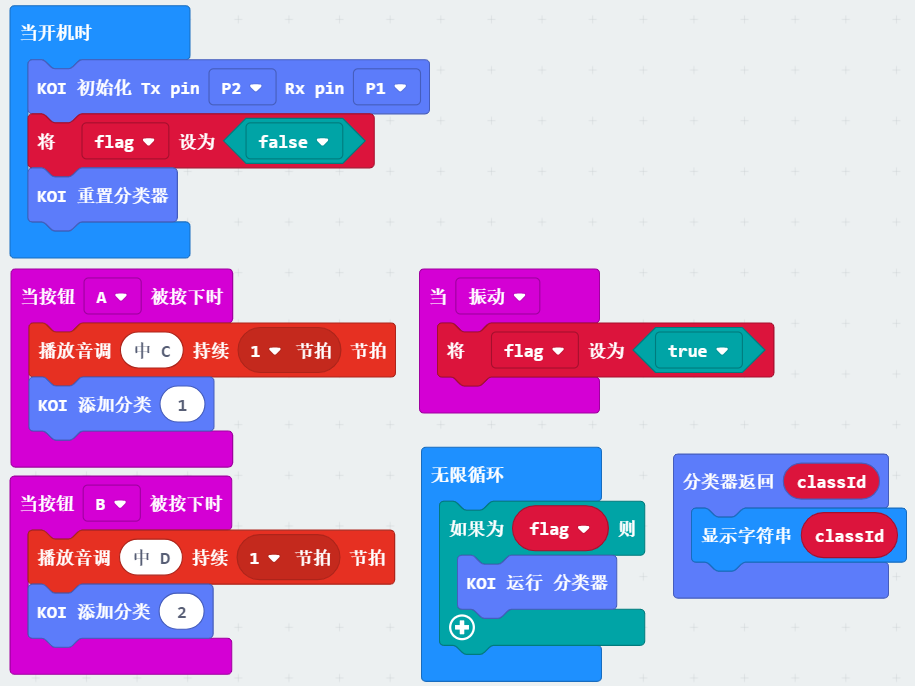 当开机时
KOI 初始化 Tx pin P2 Rx pin P1
将 flag 设为 false
KOI 重置分类器
当按钮 A 被按下时
播放音调 中 C 持续 1 节拍 节拍
KOI 添加分类 1
当按钮 B 被按下时
播放音调 中 D 持续 1 节拍 节拍
KOI 添加分类 2
当 振动
将 flag 设为 true
无限循环
如果为 flag 则
KOI 运行 分类器
分类器返回 classId
显示字符串 classId